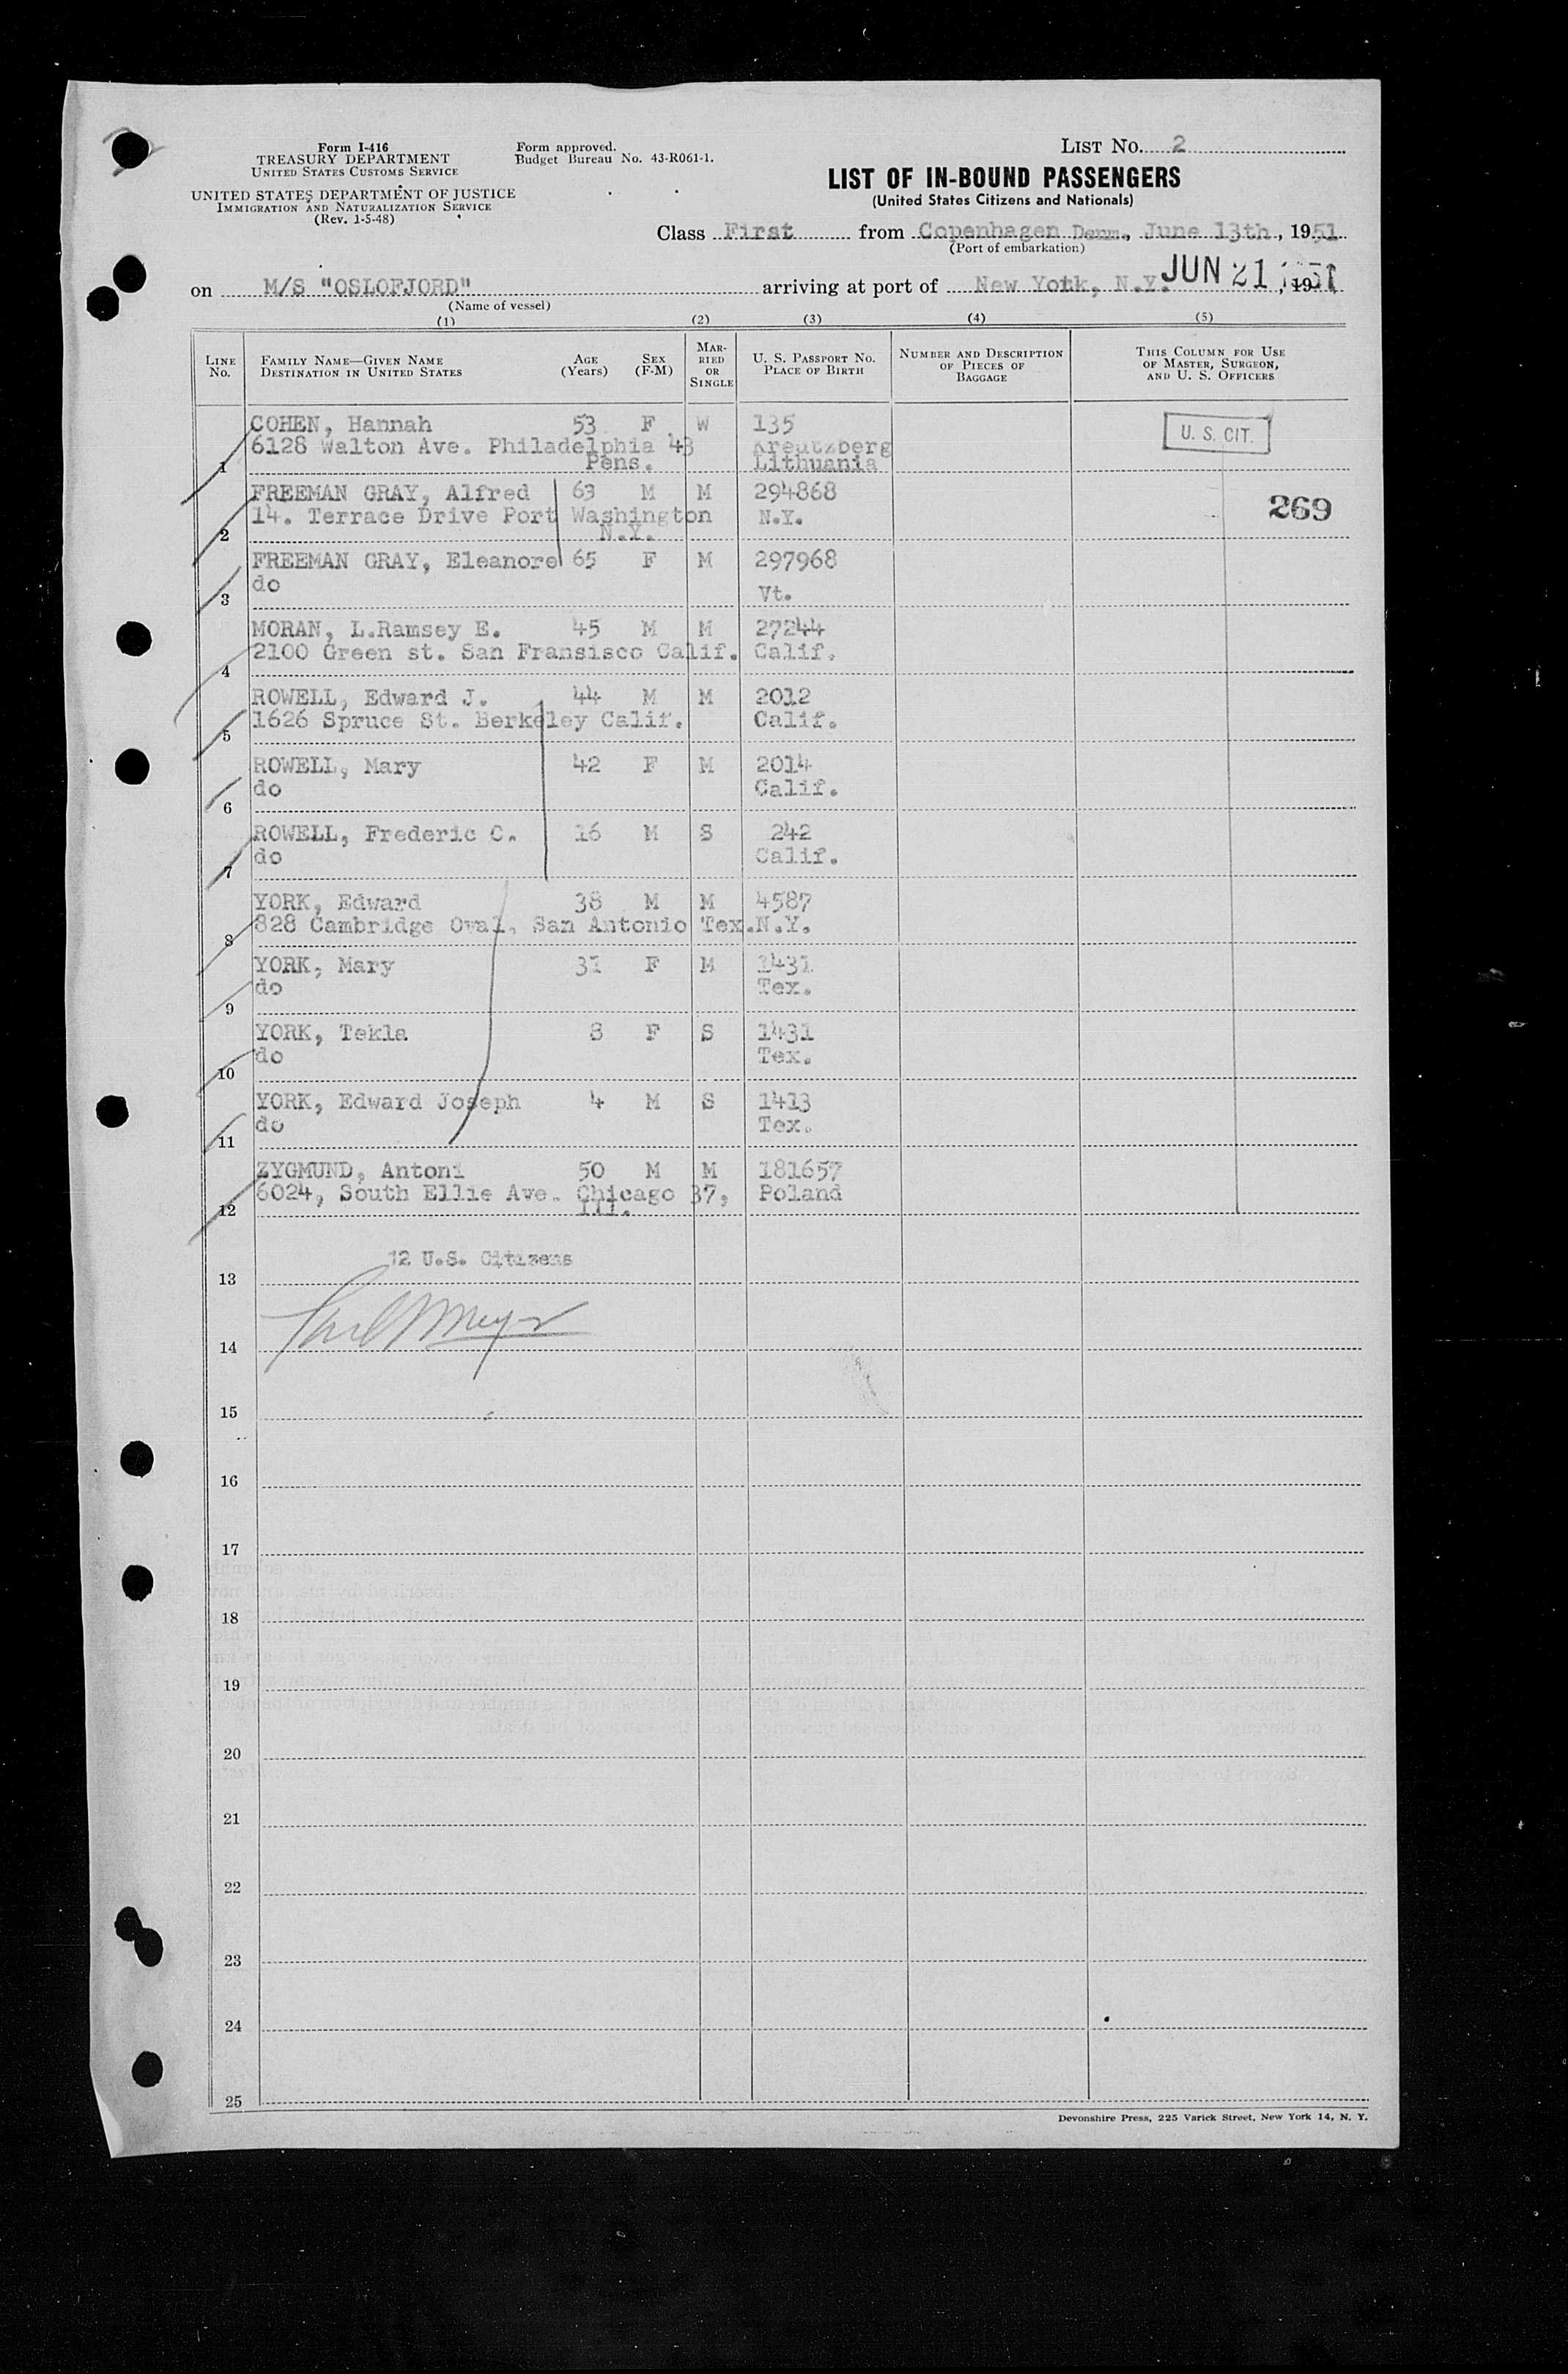 Form I-416
TREASURY DEPARTMENT
UNITED STATES CUSTOMS SERVICE
UNITED STATES DEPARTMENT OF JUSTICE
IMMIGRATION AND NATURALIZATION SERVICE
(Rev. 1-5-48)
Form approved.
Budget Bureau No. 43-R061-1.
LIST No. 2
LIST OF IN-BOUND PASSENGERS
(United States Citizens and Nationals)
Class First from Copenhagen Denm., June 13th, 1951
(Port of embarkation)
on M/S "OSLOFJORD" arriving at port of New York, N.Y. JUN 21 1951, 19
(Name of vessel)
(1) (2) (3) (4) (5)
LINE No. FAMILY NAME—GIVEN NAME DESTINATION IN UNITED STATES AGE (Years) SEX (F-M) MARRIED OR SINGLE U. S. PASSPORT NO. PLACE OF BIRTH NUMBER AND DESCRIPTION OF PIECES OF BAGGAGE THIS COLUMN FOR USE OF MASTER, SURGEON, AND U. S. OFFICERS
COHEN, Hannah 53 F W 135 U. S. CIT.
6128 Walton Ave. Philadelphia 43 Kreutzberg
1 Pens. Lithuania
FREEMAN GRAY, Alfred 63 M M 294868 269
14. Terrace Drive Port Washington N.Y.
2 N.Y.
FREEMAN GRAY, Eleanore 65 F M 297968
do Vt.
3
MORAN, L.Ramsey E. 45 M M 27244
2100 Green st. San Fransisco Calif. Calif.
4
ROWELL, Edward J. 44 M M 2012
1626 Spruce St. Berkeley Calif. Calif.
5
ROWELL, Mary 42 F M 2014
do Calif.
6
ROWELL, Frederic C. 16 M S 242
do Calif.
7
YORK, Edward 38 M M 4587
828 Cambridge Oval, San Antonio Tex. N.Y.
8
YORK, Mary 31 F M 1431
do Tex.
9
YORK, Tekla 8 F S 1431
do Tex.
10
YORK, Edward Joseph 4 M S 1413
do Tex.
11
ZYGMUND, Antoni 50 M M 181657
6024, South Ellie Ave. Chicago 37, Poland
12 Ill.
12 U.S. Citizens
13
14
15
16
17
18
19
20
21
22
23
24
25
Devonshire Press, 225 Varick Street, New York 14, N. Y.